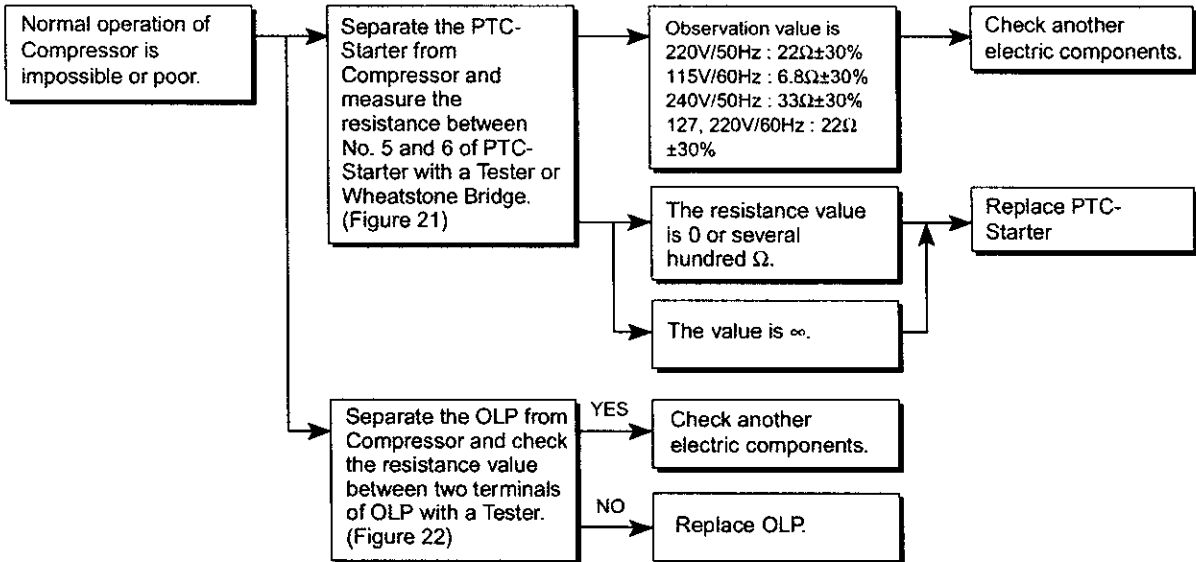 Normal operation of
Compressor is
impossible or poor.
Separate the PTC-
Starter from
Compressor and
measure the
resistance between
No. 5 and 6 of PTC-
Starter with a Tester or
Wheatstone Bridge.
(Figure 21)
Observation value is
220V/50Hz : 22Ω±30%
115V/60Hz : 6.8Ω±30%
240V/50Hz : 33Ω±30%
127, 220V/60Hz : 22Ω
±30%
Check another
electric components.
The resistance value
is 0 or several
hundred Ω.
Replace PTC-
Starter
The value is ∞.
Separate the OLP from
Compressor and check
the resistance value
between two terminals
of OLP with a Tester.
(Figure 22)
YES
Check another
electric components.
NO
Replace OLP.